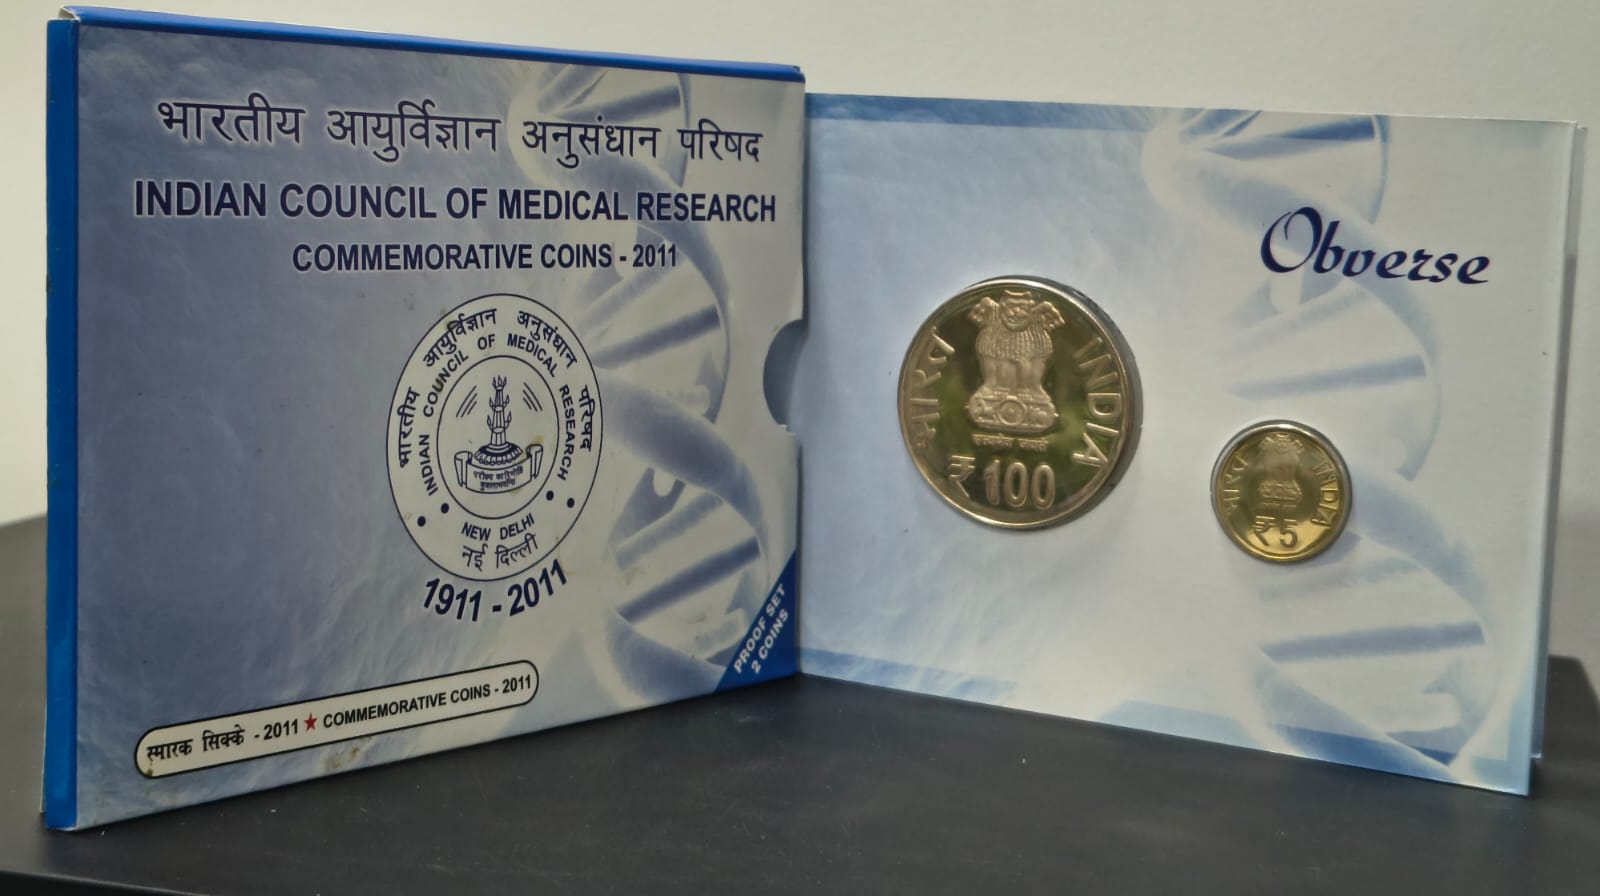 भारतीय आयुर्विज्ञान अनुसंधान परिषद
INDIAN COUNCIL OF MEDICAL RESEARCH
COMMEMORATIVE COINS - 2011
भारतीय आयुर्विज्ञान अनुसंधान परिषद
INDIAN COUNCIL OF MEDICAL RESEARCH
NEW DELHI
नई दिल्ली
1911 - 2011
PROOF SET
2 COINS
स्मारक सिक्के - 2011 ★ COMMEMORATIVE COINS - 2011
Obverse
भारत INDIA
सत्यमेव जयते
₹ 100
भारत INDIA
₹ 5